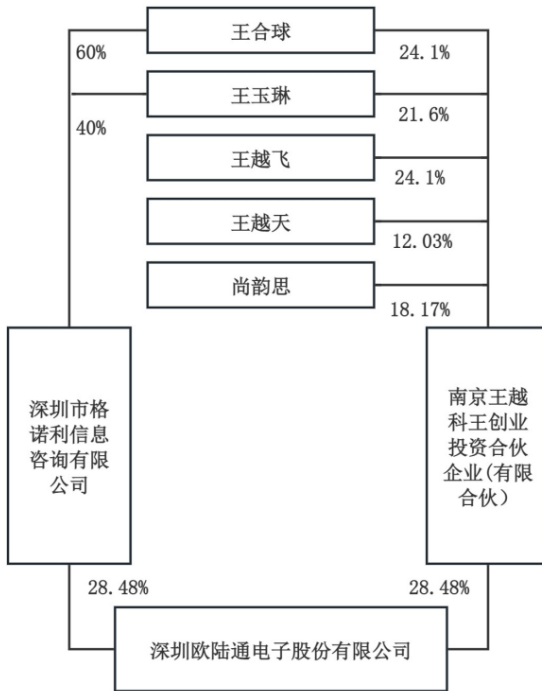 王合球
60%
24.1%
王玉琳
40%
21.6%
王越飞
24.1%
王越天
12.03%
尚韵思
18.17%
深圳市格
诺利信息
咨询有限
公司
南京王越
科王创业
投资合伙
企业(有限
合伙）
28.48%
28.48%
深圳欧陆通电子股份有限公司